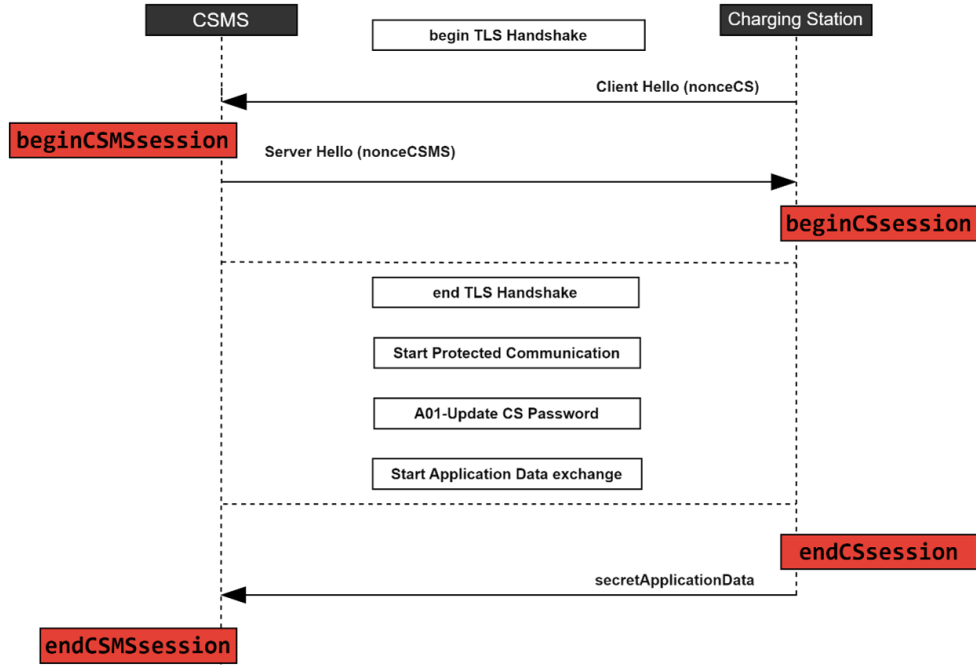 CSMS
Charging Station
begin TLS Handshake
Client Hello (nonceCS)
beginCSMSsession
Server Hello (nonceCSMS)
beginCSsession
end TLS Handshake
Start Protected Communication
A01-Update CS Password
Start Application Data exchange
endCSsession
secretApplicationData
endCSMSsession